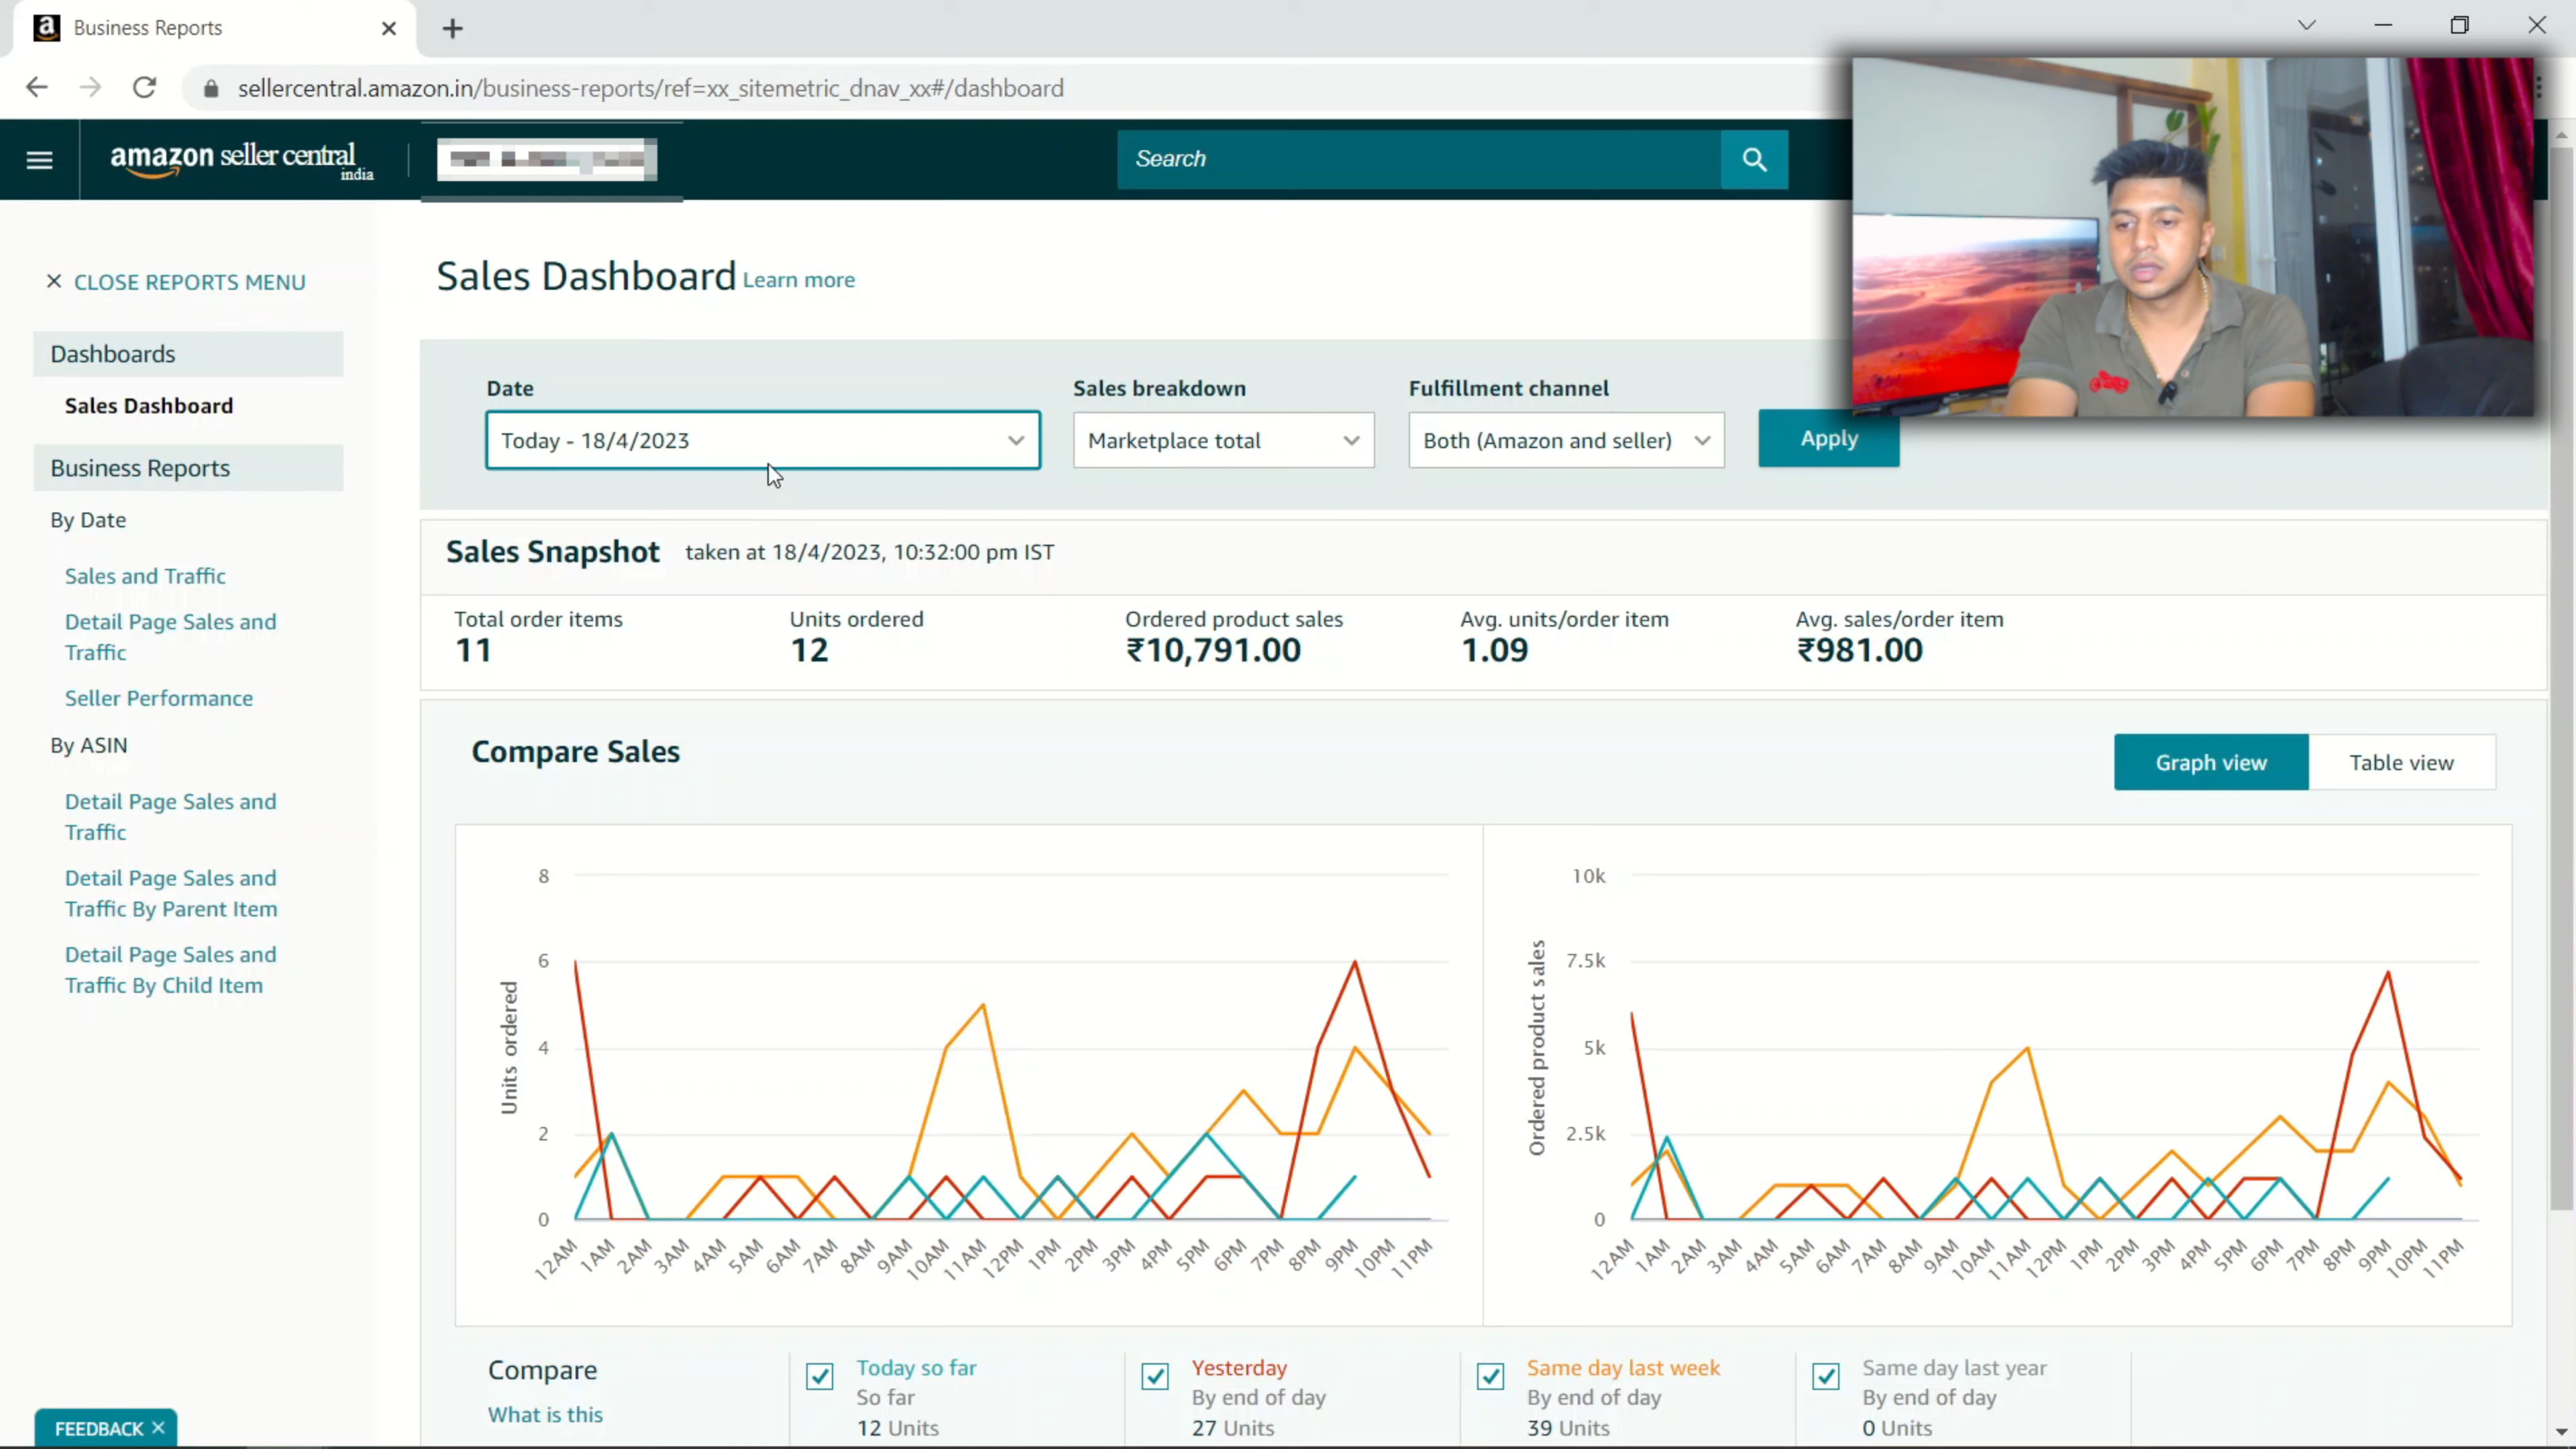 Business Reports
sellercentral.amazon.in/business-reports/ref=xx_sitemetric_dnav_xx#/dashboard
amazon seller central
india
Search
CLOSE REPORTS MENU
Dashboards
Sales Dashboard
Business Reports
By Date
Sales and Traffic
Detail Page Sales and
Traffic
Seller Performance
By ASIN
Detail Page Sales and
Traffic
Detail Page Sales and
Traffic By Parent Item
Detail Page Sales and
Traffic By Child Item
FEEDBACK
Sales Dashboard Learn more
Date Sales breakdown Fulfillment channel
Today - 18/4/2023 Marketplace total Both (Amazon and seller) Apply
Sales Snapshot taken at 18/4/2023, 10:32:00 pm IST
Total order items Units ordered Ordered product sales Avg. units/order item Avg. sales/order item
11 12 ₹10,791.00 1.09 ₹981.00
Compare Sales
Graph view Table view
Units ordered
8
6
4
2
0
12AM 1AM 2AM 3AM 4AM 5AM 6AM 7AM 8AM 9AM 10AM 11AM 12PM 1PM 2PM 3PM 4PM 5PM 6PM 7PM 8PM 9PM 10PM 11PM
Ordered product sales
10k
7.5k
5k
2.5k
0
12AM 1AM 2AM 3AM 4AM 5AM 6AM 7AM 8AM 9AM 10AM 11AM 12PM 1PM 2PM 3PM 4PM 5PM 6PM 7PM 8PM 9PM 10PM 11PM
Compare
What is this
Today so far
So far
12 Units
Yesterday
By end of day
27 Units
Same day last week
By end of day
39 Units
Same day last year
By end of day
0 Units